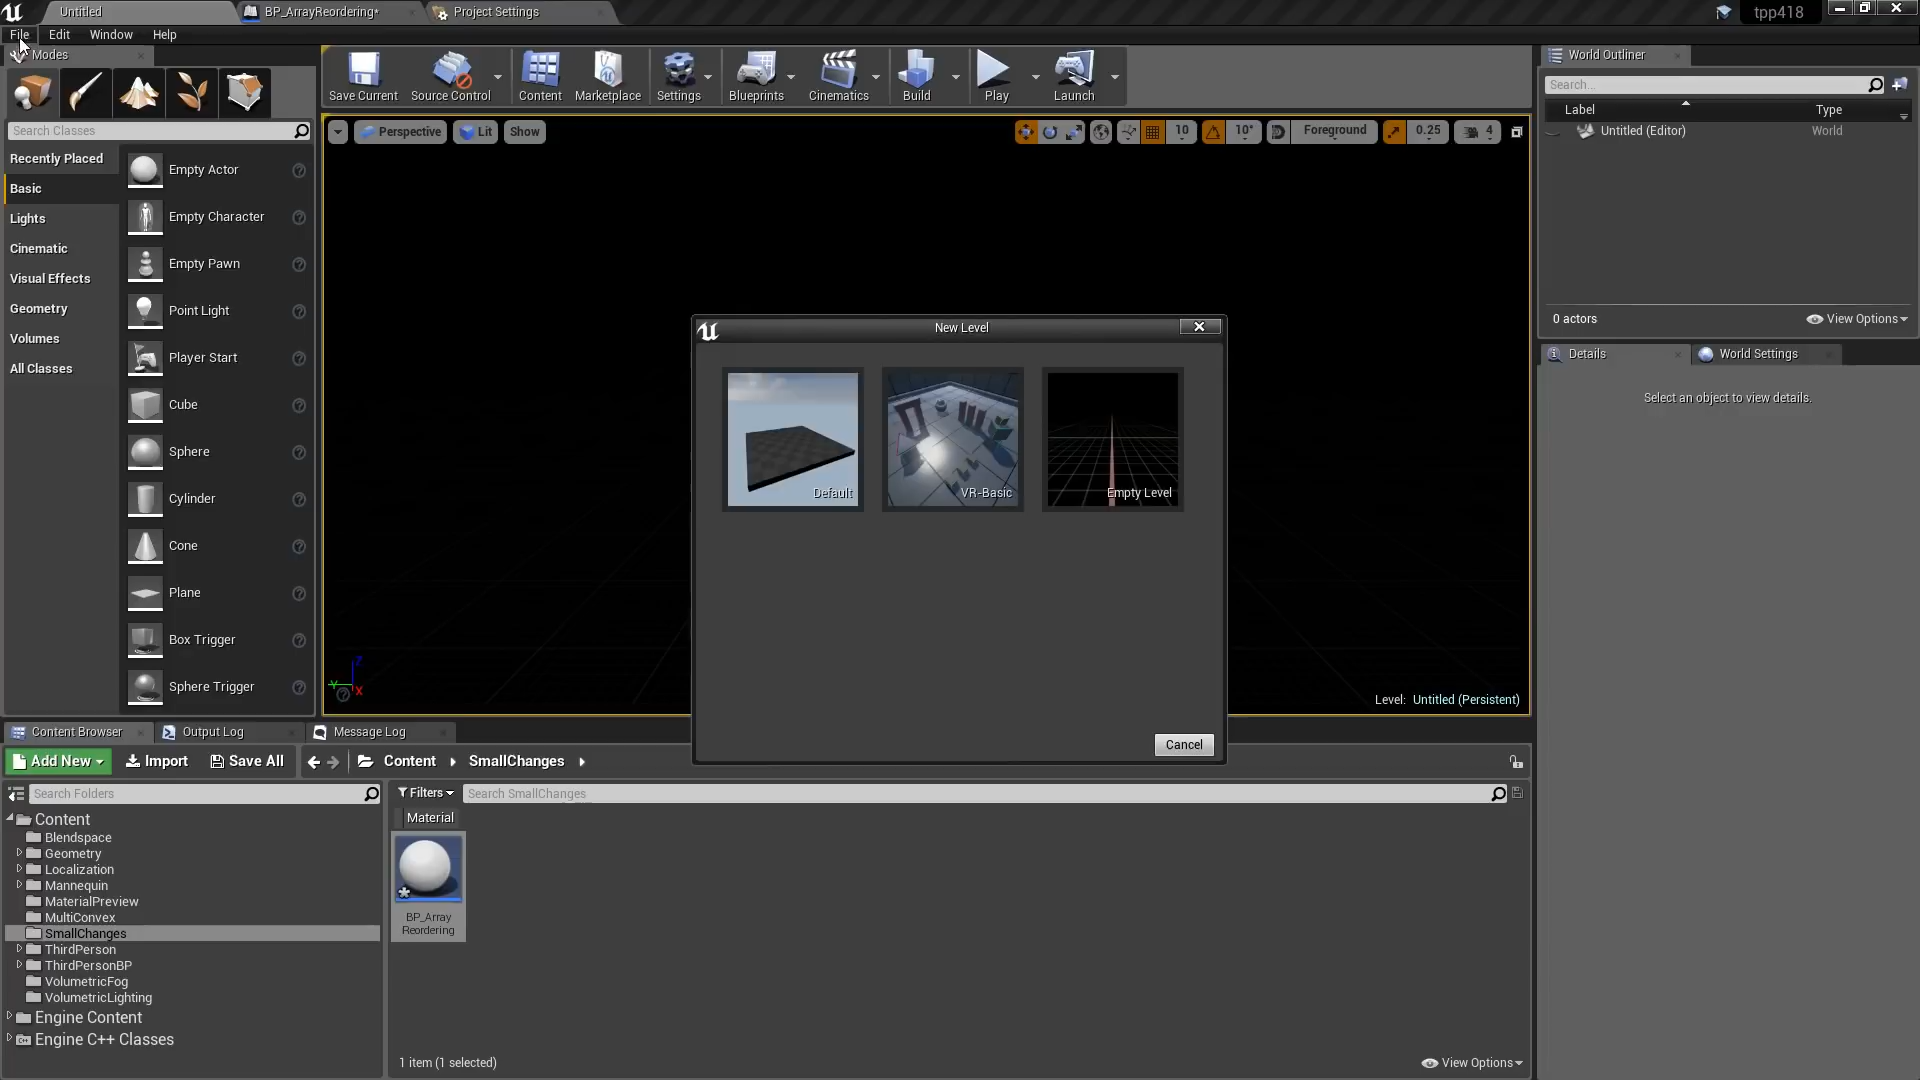 Untitled
BP_ArrayReordering*
Project Settings
tpp418
File Edit Window Help
Modes
Save Current
Source Control
Content
Marketplace
Settings
Blueprints
Cinematics
Build
Play
Launch
World Outliner
Search...
Label
Type
Untitled (Editor)
World
0 actors
View Options
Details
World Settings
Select an object to view details.
Search Classes
Recently Placed
Basic
Lights
Cinematic
Visual Effects
Geometry
Volumes
All Classes
Empty Actor
Empty Character
Empty Pawn
Point Light
Player Start
Cube
Sphere
Cylinder
Cone
Plane
Box Trigger
Sphere Trigger
Perspective
Lit
Show
10
10°
Foreground
0.25
4
New Level
Default
VR-Basic
Empty Level
Cancel
Z
Y
X
Level: Untitled (Persistent)
Content Browser
Output Log
Message Log
Add New
Import
Save All
Content
SmallChanges
Search Folders
Filters
Search SmallChanges
Content
Blendspace
Geometry
Localization
Mannequin
MaterialPreview
MultiConvex
SmallChanges
ThirdPerson
ThirdPersonBP
VolumetricFog
VolumetricLighting
Engine Content
Engine C++ Classes
Material
BP_Array
Reordering
1 item (1 selected)
View Options